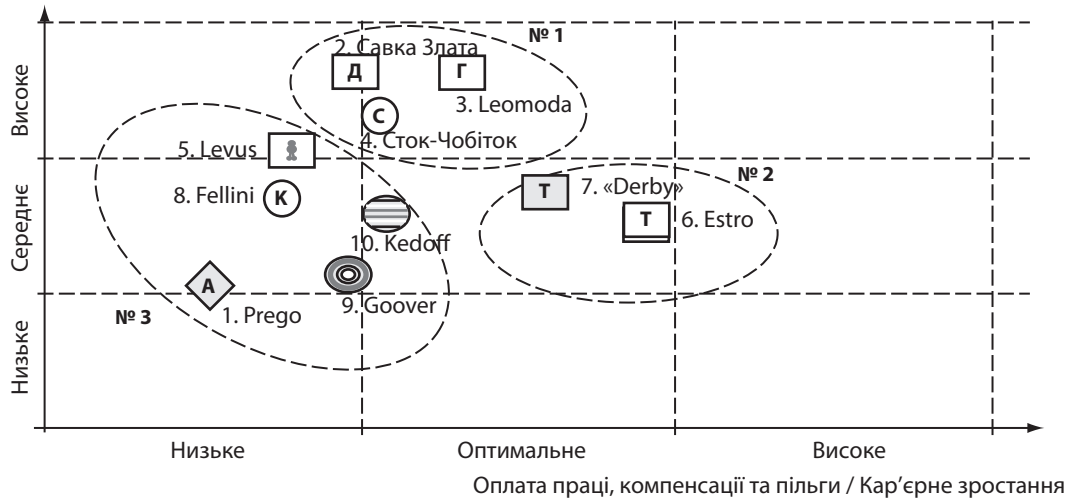 № 1
2. Савка Злата
Д
Г
3. Leomoda
С
4. Сток-Чобіток
Високе
5. Levus
8. Fellini
К
10. Kedoff
Т
7. «Derby»
№ 2
Т
6. Estro
Середнє
А
1. Prego
9. Goover
№ 3
Низьке
Низьке
Оптимальне
Високе
Оплата праці, компенсації та пільги / Кар’єрне зростання